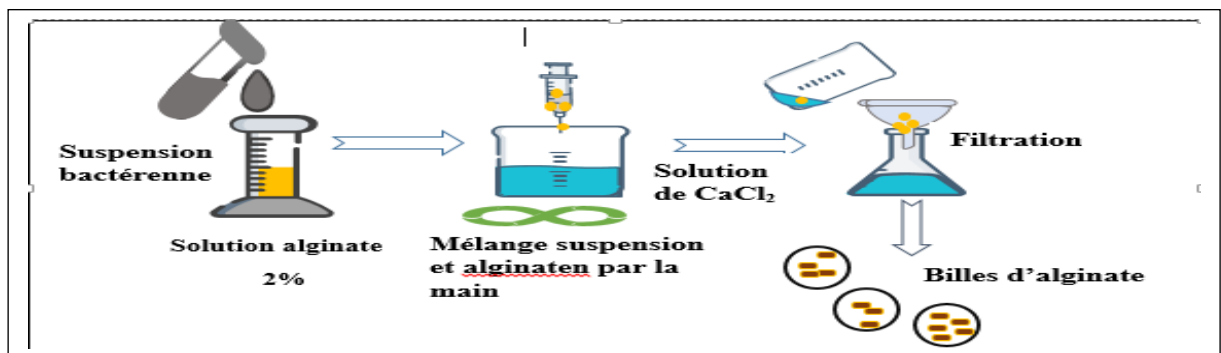 Suspension
bactérenne
Solution alginate
2%
Mélange suspension
et alginaten par la
main
Solution
de CaCl₂
Filtration
Billes d’alginate